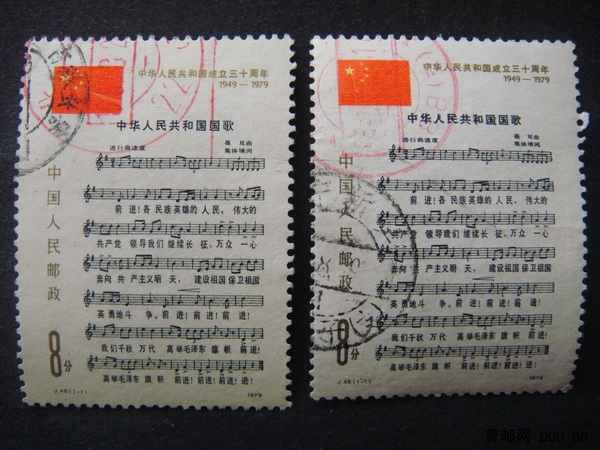 中华人民共和国成立三十周年
1949—1979
中华人民共和国国歌
进行曲速度
聂耳曲
集体填词
前进!各民族英雄的人民、伟大的
共产党 领导我们 继续长征。万众一心
奔向共产主义明天, 建设祖国 保卫祖国
英勇地斗争。前进!前进!前进!
我们千秋万代 高举毛泽东旗帜 前进!
高举毛泽东旗帜 前进!前进!前进!进!
中国人民邮政
8分
J.46(1-1)
1979
中华人民共和国成立三十周年
1949—1979
中华人民共和国国歌
进行曲速度
聂耳曲
集体填词
前进!各民族英雄的人民、伟大的
共产党 领导我们 继续长征。万众一心
奔向共产主义明天, 建设祖国 保卫祖国
英勇地斗争。前进!前进!前进!
我们千秋万代 高举毛泽东旗帜 前进!
高举毛泽东旗帜 前进!前进!前进!进!
中国人民邮政
8分
J.46(1-1)
1979
普邮网 puu.cn